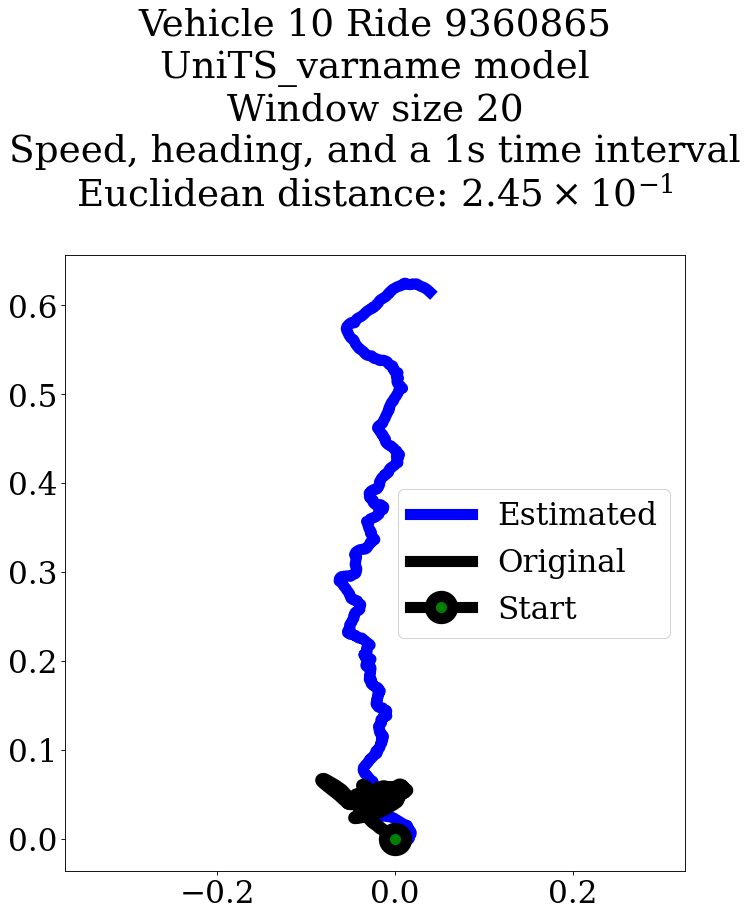 Vehicle 10 Ride 9360865
UniTS_varname model
Window size 20
Speed, heading, and a 1s time interval
Euclidean distance: 2.45 × 10⁻¹
0.6
0.5
0.4
0.3
0.2
0.1
0.0
Estimated
Original
Start
−0.2 0.0 0.2